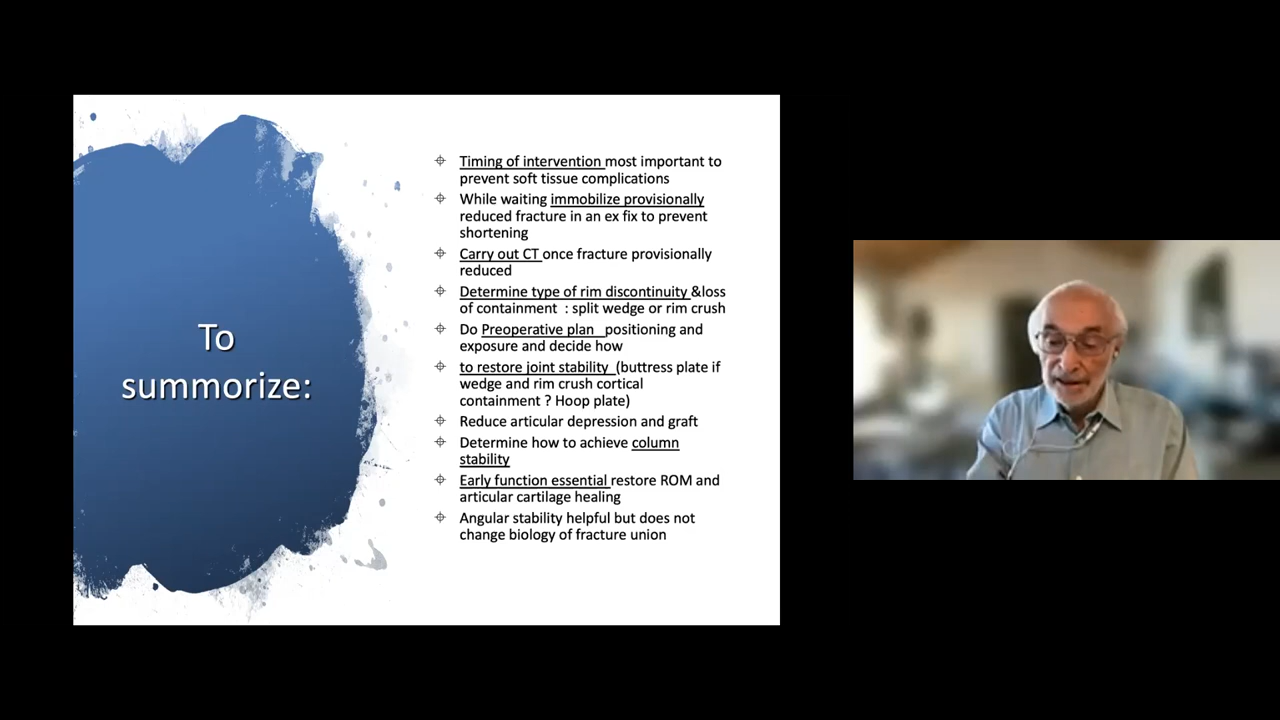 To
summorize:
Timing of intervention most important to
prevent soft tissue complications
While waiting immobilize provisionally
reduced fracture in an ex fix to prevent
shortening
Carry out CT once fracture provisionally
reduced
Determine type of rim discontinuity &loss
of containment : split wedge or rim crush
Do Preoperative plan positioning and
exposure and decide how
to restore joint stability (buttress plate if
wedge and rim crush cortical
containment ? Hoop plate)
Reduce articular depression and graft
Determine how to achieve column
stability
Early function essential restore ROM and
articular cartilage healing
Angular stability helpful but does not
change biology of fracture union